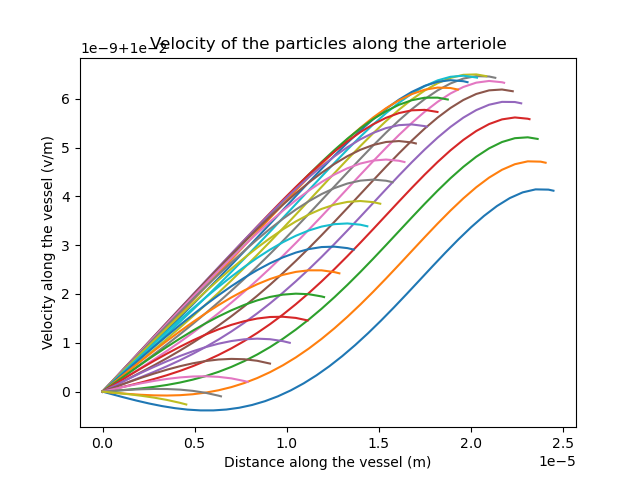 Velocity of the particles along the arteriole
1e−9+1e−2
6
5
4
3
2
1
0
Velocity along the vessel (v/m)
0.0 0.5 1.0 1.5 2.0 2.5
1e−5
Distance along the vessel (m)